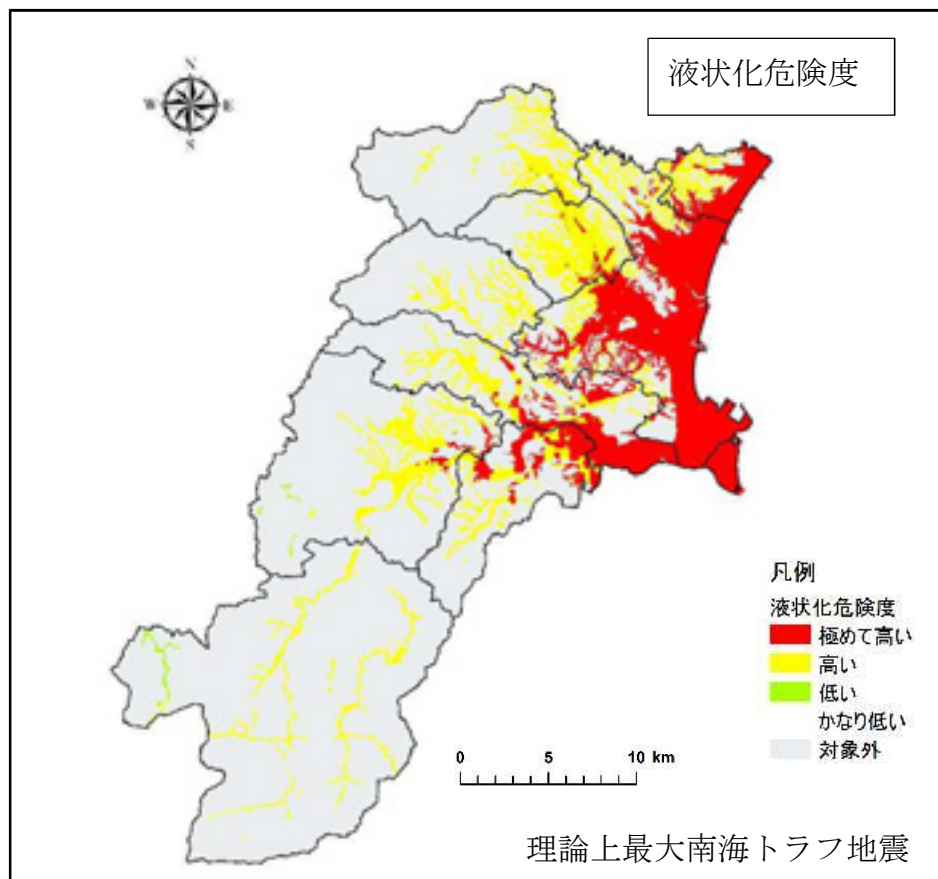 液状化危険度
N
W
E
S
凡例
液状化危険度
極めて高い
高い
低い
かなり低い
対象外
0 5 10 km
理論上最大南海トラフ地震